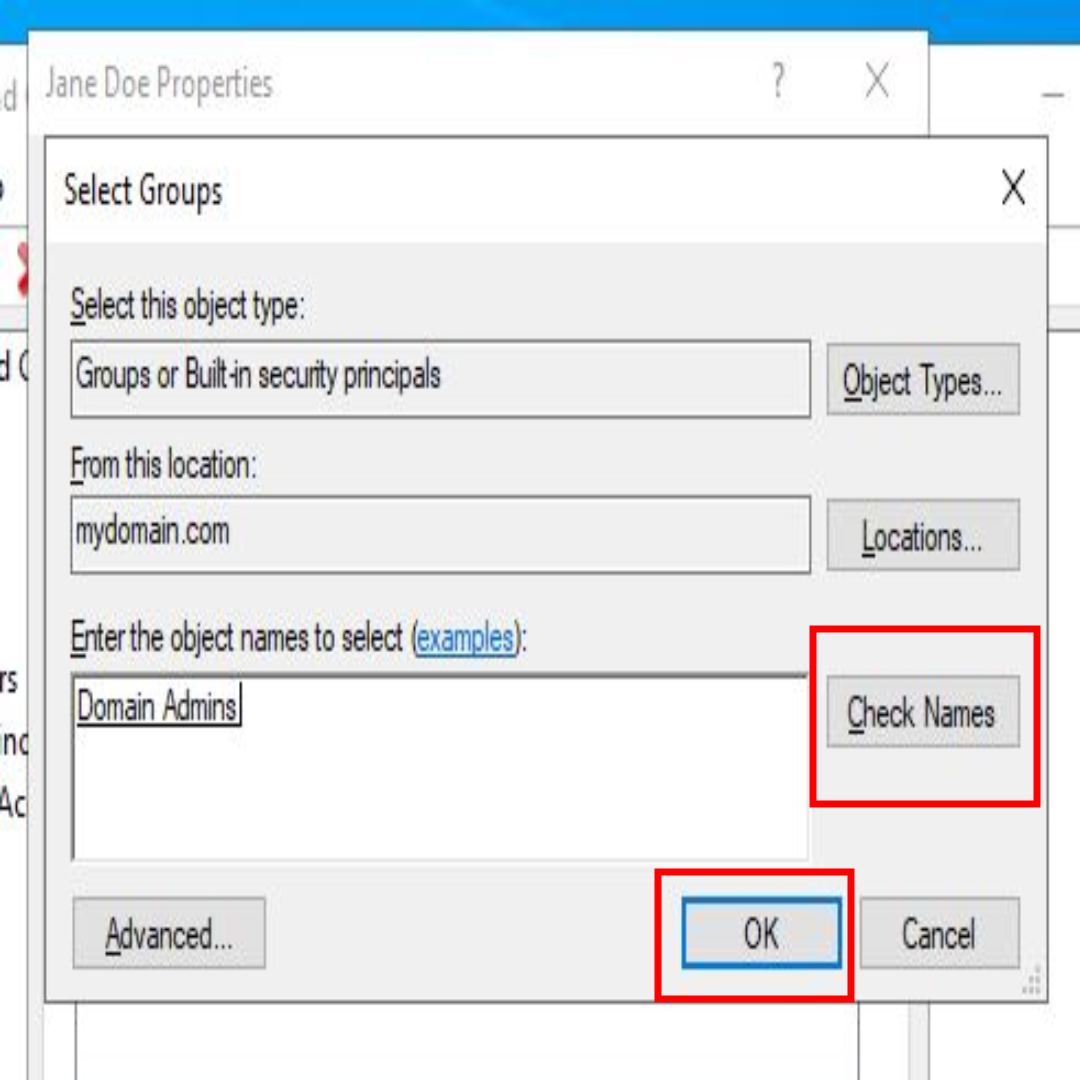 Jane Doe Properties
Select Groups
Select this object type:
Groups or Built-in security principals
Object Types...
From this location:
mydomain.com
Locations...
Enter the object names to select (examples):
Domain Admins
Check Names
Advanced...
OK
Cancel